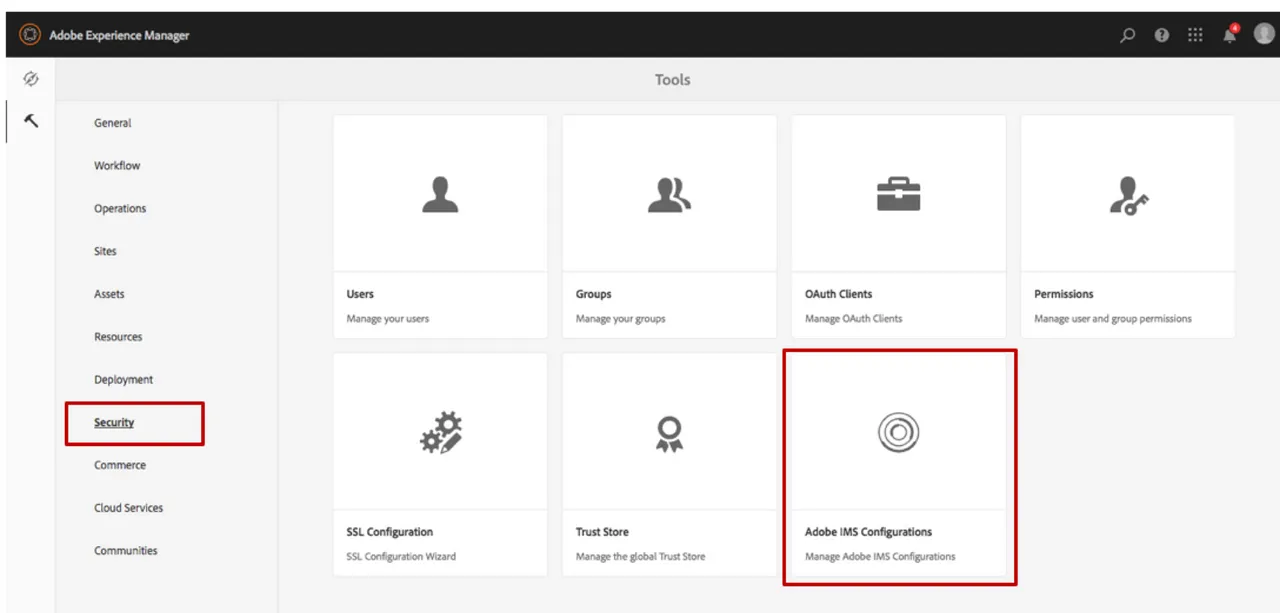 Adobe Experience Manager
4
Tools
General
Workflow
Operations
Sites
Assets
Resources
Deployment
Security
Commerce
Cloud Services
Communities
Users
Manage your users
Groups
Manage your groups
OAuth Clients
Manage OAuth Clients
Permissions
Manage user and group permissions
SSL Configuration
SSL Configuration Wizard
Trust Store
Manage the global Trust Store
Adobe IMS Configurations
Manage Adobe IMS Configurations